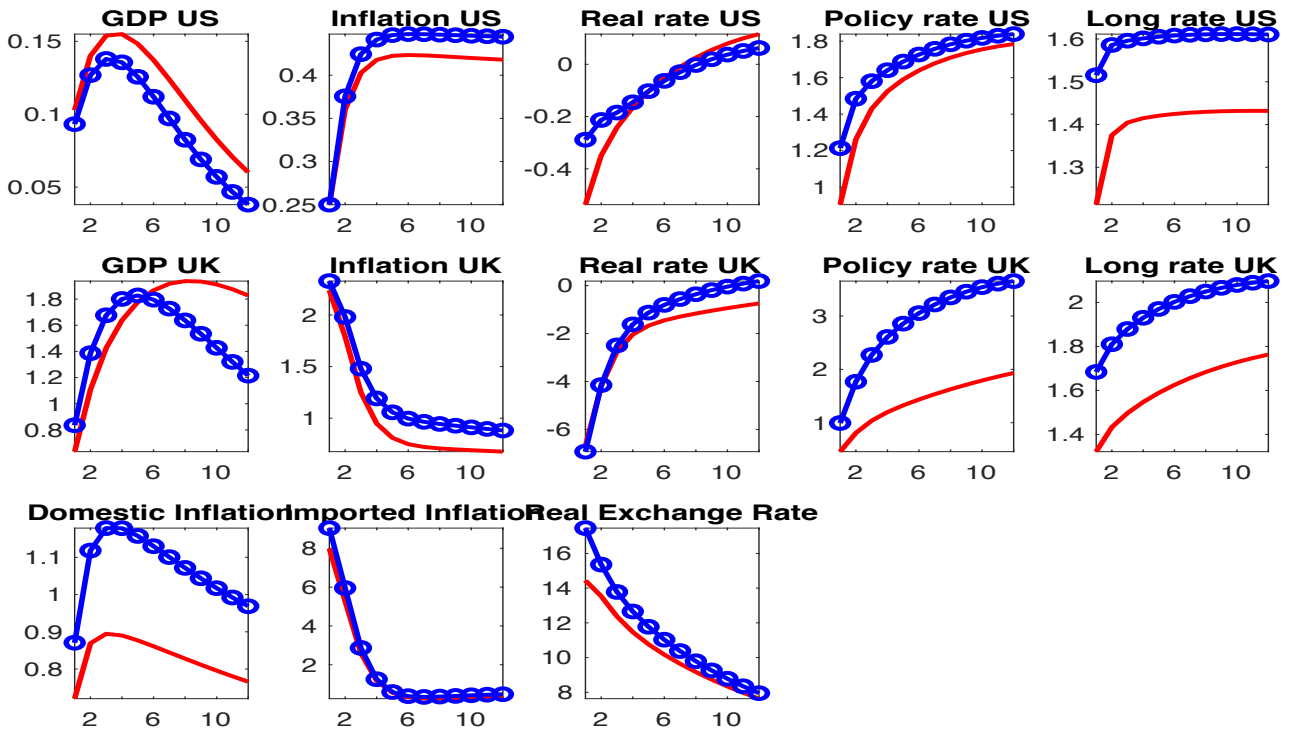 GDP US
0.15
0.1
0.05
2 6 10
Inflation US
0.4
0.35
0.3
0.25
2 6 10
Real rate US
0
-0.2
-0.4
2 6 10
Policy rate US
1.8
1.6
1.4
1.2
1
2 6 10
Long rate US
1.6
1.5
1.4
1.3
2 6 10
GDP UK
1.8
1.6
1.4
1.2
1
0.8
2 6 10
Inflation UK
2
1
2 6 10
Real rate UK
0
-2
-4
-6
2 6 10
Policy rate UK
3
2
1
2 6 10
Long rate UK
2
1.8
1.6
1.4
2 6 10
Domestic Inflation
1.1
1
0.9
0.8
2 6 10
Imported Inflation
8
6
4
2
2 6 10
Real Exchange Rate
16
14
12
10
8
2 6 10